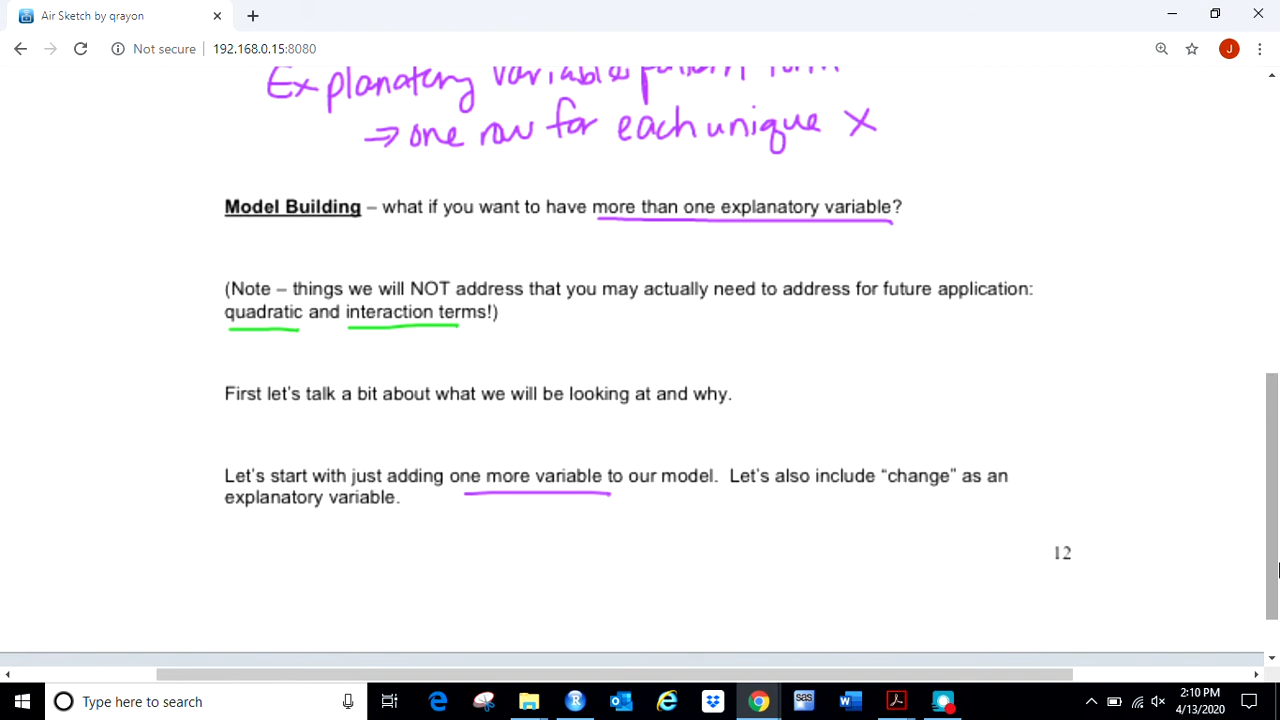 Air Sketch by qrayon
Not secure
192.168.0.15:8080
J
Explanatory variable pattern form
⇒ one row for each unique X
Model Building – what if you want to have more than one explanatory variable?
(Note – things we will NOT address that you may actually need to address for future application:
quadratic and interaction terms!)
First let's talk a bit about what we will be looking at and why.
Let's start with just adding one more variable to our model.  Let's also include “change” as an
explanatory variable.
12
Type here to search
R
sas
2:10 PM
4/13/2020